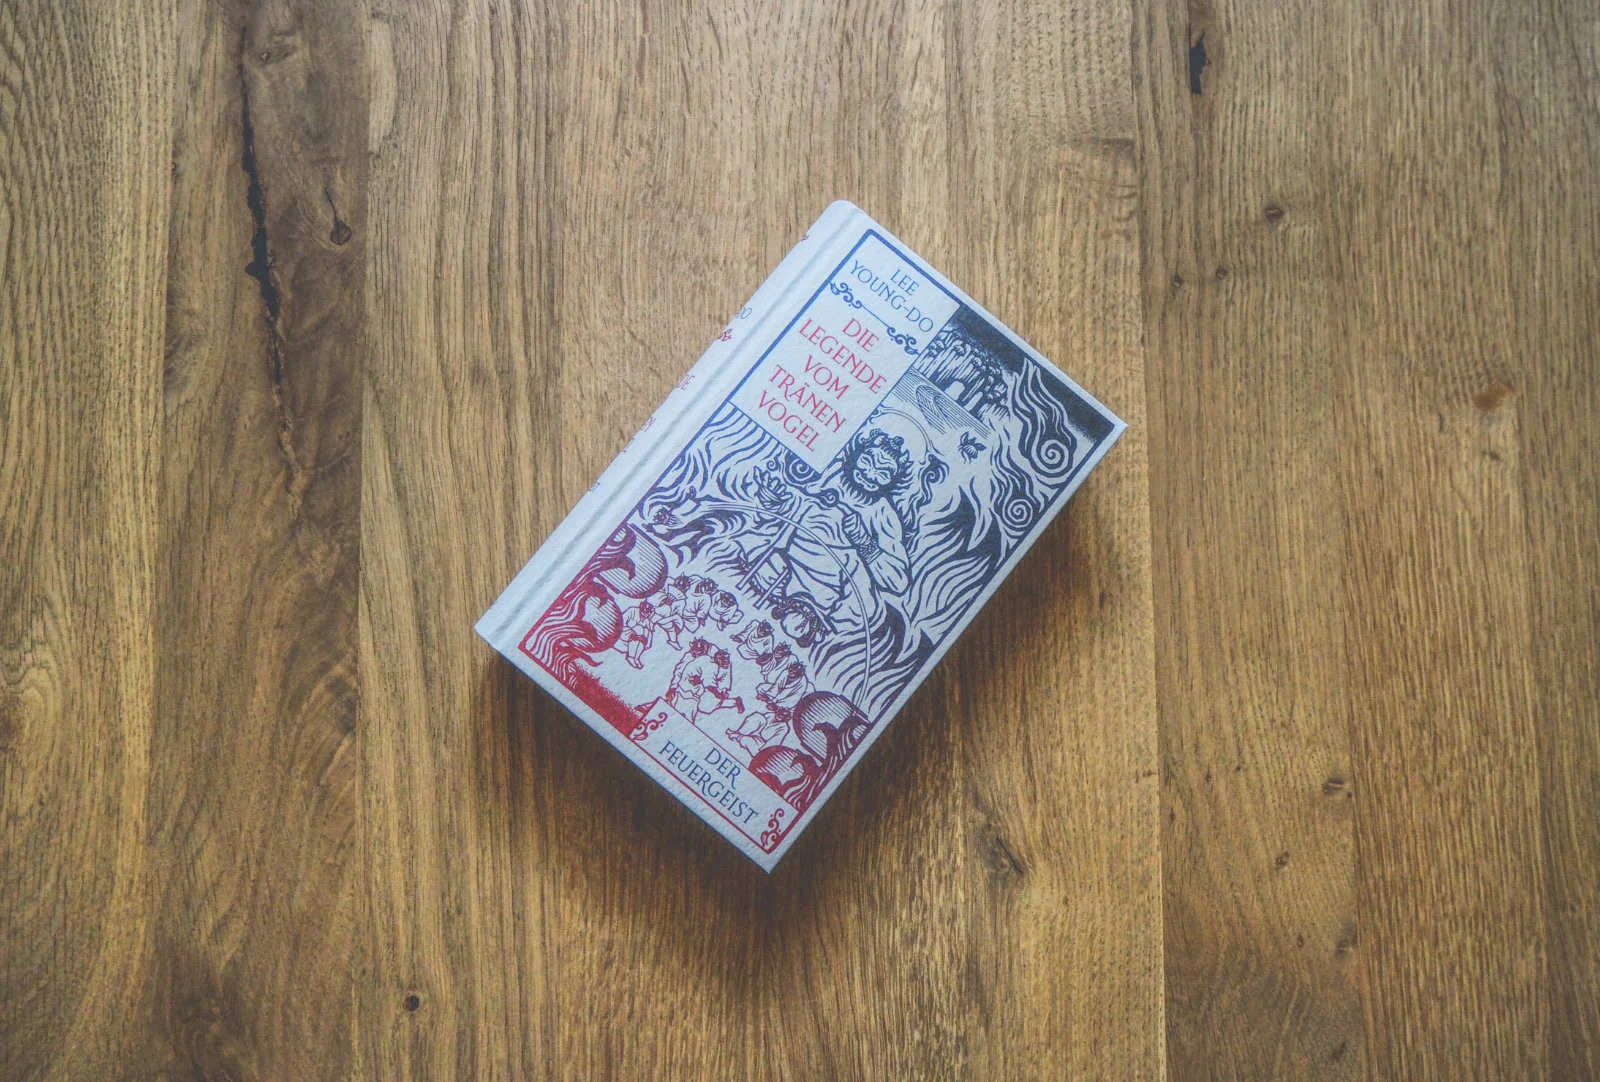 LEE
YOUNG-DO
DIE
LEGENDE
VOM
TRÄNEN
VOGEL
DER
FEUERGEIST